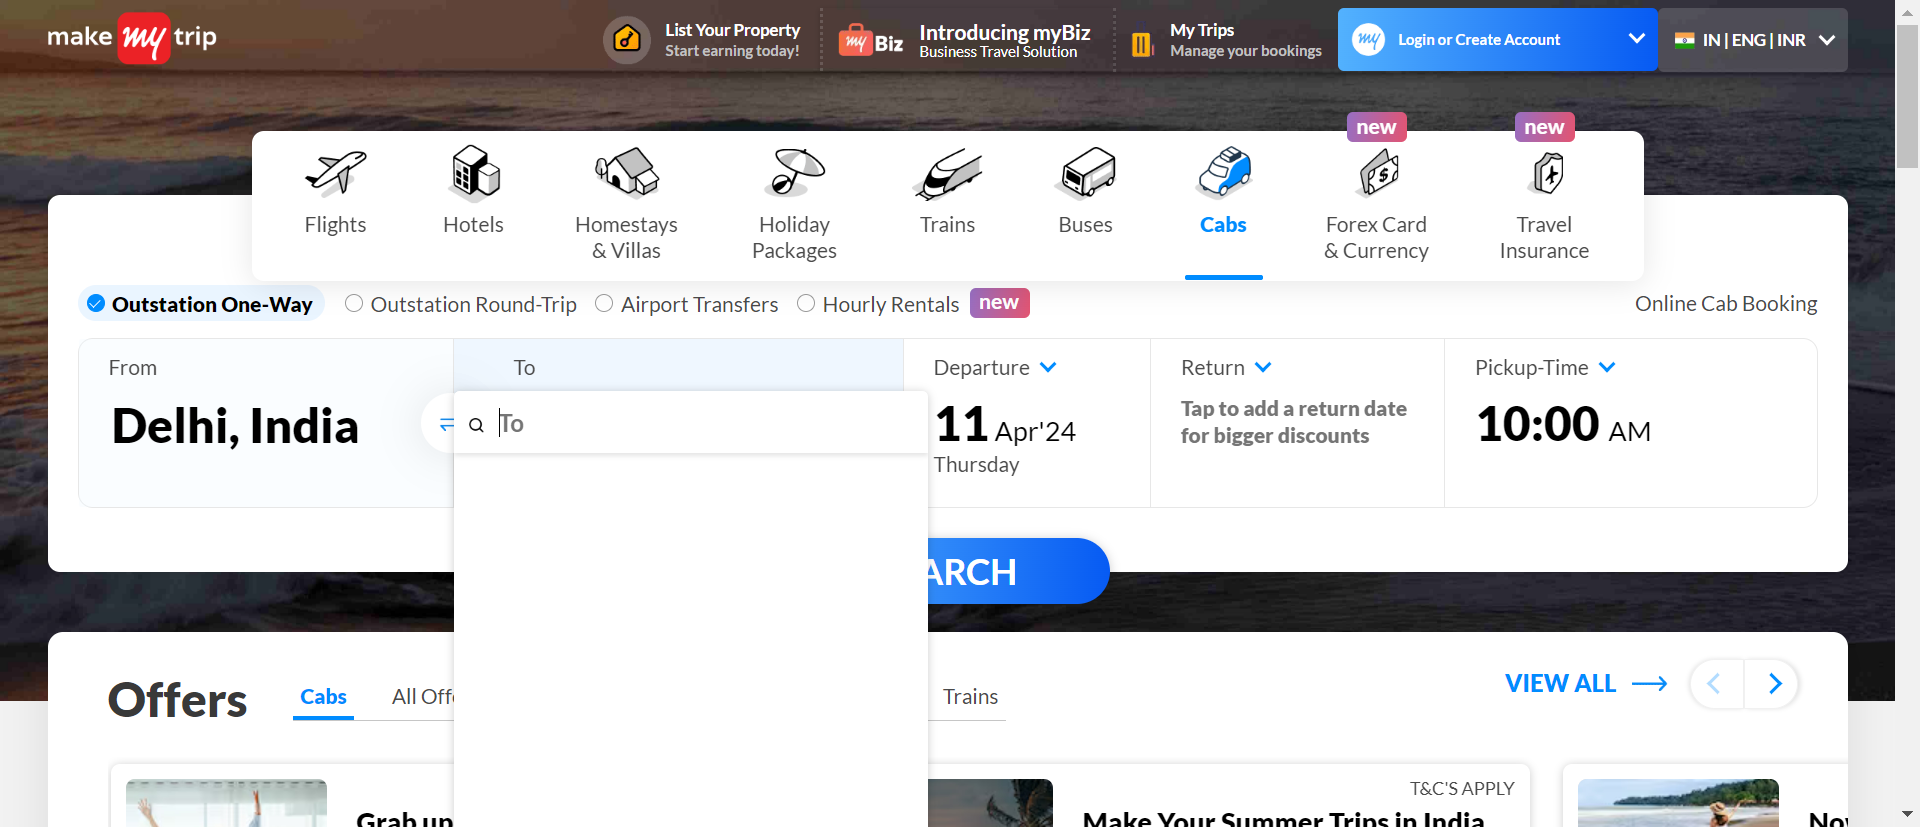 make my trip
List Your Property
Start earning today!
my Biz
Introducing myBiz
Business Travel Solution
My Trips
Manage your bookings
my
Login or Create Account
IN | ENG | INR
new
new
Flights
Hotels
Homestays
& Villas
Holiday
Packages
Trains
Buses
Cabs
Forex Card
& Currency
Travel
Insurance
Outstation One-Way
Outstation Round-Trip
Airport Transfers
Hourly Rentals
new
Online Cab Booking
From
Delhi, India
To
To
Departure
11 Apr'24
Thursday
Return
Tap to add a return date
for bigger discounts
Pickup-Time
10:00 AM
ARCH
Offers
Cabs
All Offe
Trains
VIEW ALL
Grab up
T&C'S APPLY
Make Your Summer Trips in India